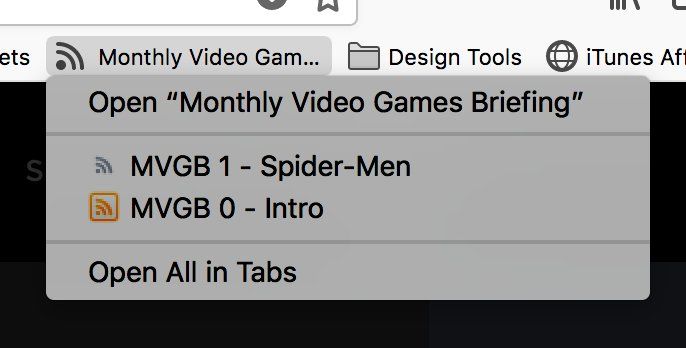 ets Monthly Video Gam... Design Tools iTunes Aff
Open “Monthly Video Games Briefing”
MVGB 1 - Spider-Men
MVGB 0 - Intro
Open All in Tabs